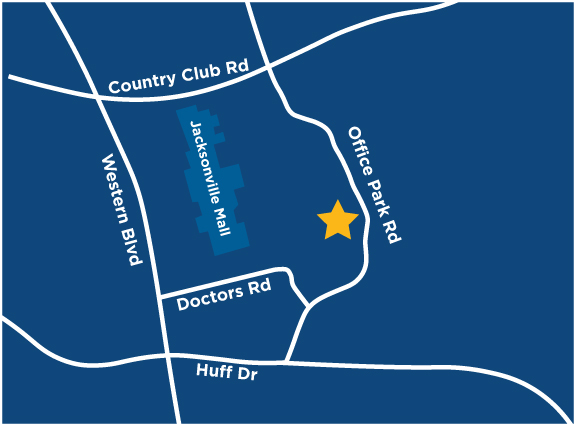 Country Club Rd
Jacksonville Mall
Office Park Rd
Western Blvd
Doctors Rd
Huff Dr